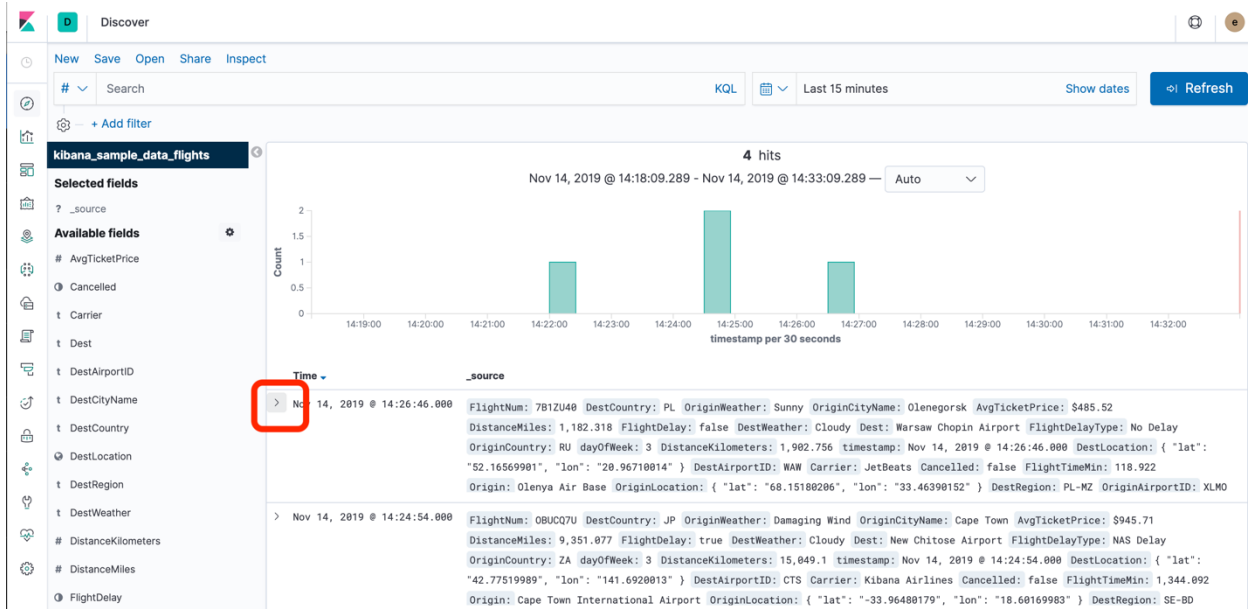 D Discover e
New Save Open Share Inspect
# Search KQL Last 15 minutes Show dates Refresh
+ Add filter
kibana_sample_data_flights
Selected fields
? _source
Available fields
# AvgTicketPrice
Cancelled
t Carrier
t Dest
t DestAirportID
t DestCityName
t DestCountry
DestLocation
t DestRegion
t DestWeather
# DistanceKilometers
# DistanceMiles
FlightDelay
4 hits
Nov 14, 2019 @ 14:18:09.289 - Nov 14, 2019 @ 14:33:09.289 — Auto
Count
2
1.5
1
0.5
0
14:19:00 14:20:00 14:21:00 14:22:00 14:23:00 14:24:00 14:25:00 14:26:00 14:27:00 14:28:00 14:29:00 14:30:00 14:31:00 14:32:00
timestamp per 30 seconds
Time _source
Nov 14, 2019 @ 14:26:46.000 FlightNum: 7B1ZU40 DestCountry: PL OriginWeather: Sunny OriginCityName: Olenegorsk AvgTicketPrice: $485.52
DistanceMiles: 1,182.318 FlightDelay: false DestWeather: Cloudy Dest: Warsaw Chopin Airport FlightDelayType: No Delay
OriginCountry: RU dayOfWeek: 3 DistanceKilometers: 1,902.756 timestamp: Nov 14, 2019 @ 14:26:46.000 DestLocation: { "lat":
"52.16569901", "lon": "20.96710014" } DestAirportID: WAW Carrier: JetBeats Cancelled: false FlightTimeMin: 118.922
Origin: Olenya Air Base OriginLocation: { "lat": "68.15180206", "lon": "33.46390152" } DestRegion: PL-MZ OriginAirportID: XLMO
Nov 14, 2019 @ 14:24:54.000 FlightNum: OBUCQ7U DestCountry: JP OriginWeather: Damaging Wind OriginCityName: Cape Town AvgTicketPrice: $945.71
DistanceMiles: 9,351.077 FlightDelay: true DestWeather: Cloudy Dest: New Chitose Airport FlightDelayType: NAS Delay
OriginCountry: ZA dayOfWeek: 3 DistanceKilometers: 15,049.1 timestamp: Nov 14, 2019 @ 14:24:54.000 DestLocation: { "lat":
"42.77519989", "lon": "141.6920013" } DestAirportID: CTS Carrier: Kibana Airlines Cancelled: false FlightTimeMin: 1,344.092
Origin: Cape Town International Airport OriginLocation: { "lat": "-33.96480179", "lon": "18.60169983" } DestRegion: SE-BD